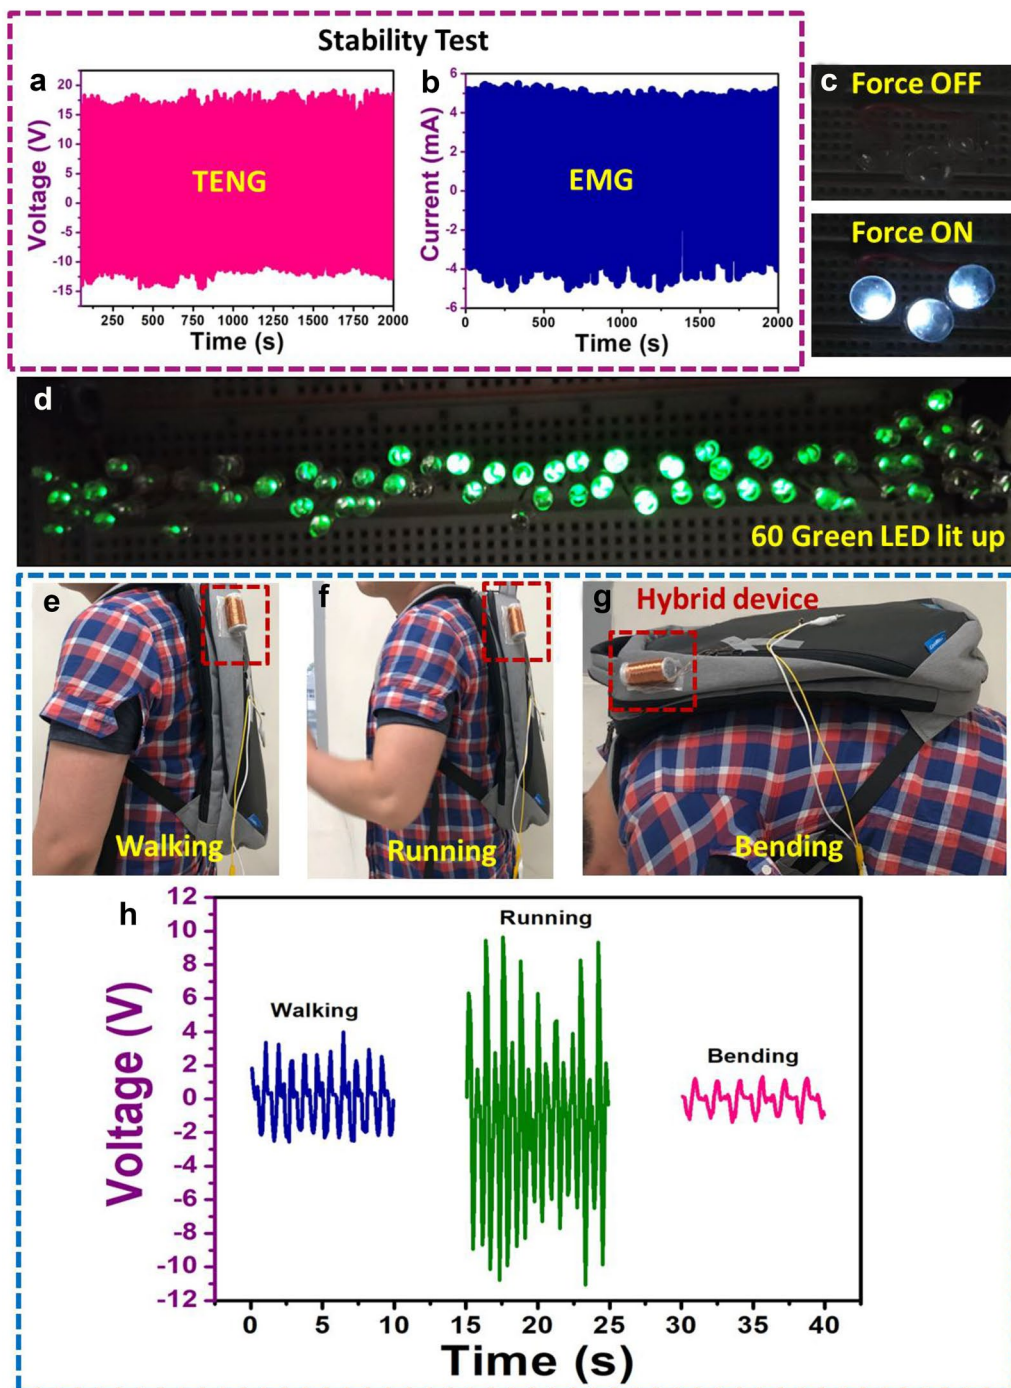 Stability Test
a
20
15
10
5
0
-5
-10
-15
Voltage (V)
TENG
250 500 750 1000 1250 1500 1750 2000
Time (s)
b
6
4
2
0
-2
-4
-6
Current (mA)
EMG
0 500 1000 1500 2000
Time (s)
c
Force OFF
Force ON
d
60 Green LED lit up
e
Walking
f
Running
g
Hybrid device
Bending
h
12
10
8
6
4
2
0
-2
-4
-6
-8
-10
-12
Voltage (V)
Walking
Running
Bending
0 5 10 15 20 25 30 35 40
Time (s)